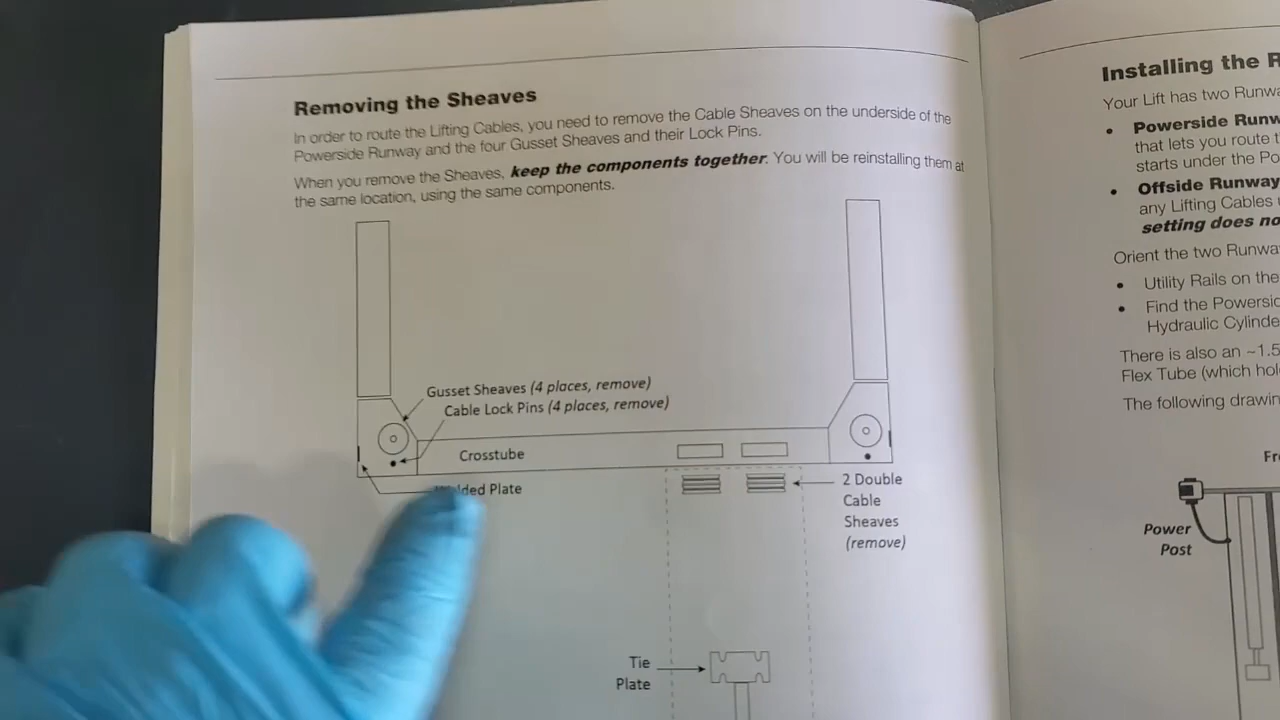 Removing the Sheaves
In order to route the Lifting Cables, you need to remove the Cable Sheaves on the underside of the
Powerside Runway and the four Gusset Sheaves and their Lock Pins.
When you remove the Sheaves, keep the components together. You will be reinstalling them at
the same location, using the same components.
Gusset Sheaves (4 places, remove)
Cable Lock Pins (4 places, remove)
Crosstube
Plate
2 Double
Cable
Sheaves
(remove)
Tie
Plate
Installing the
Your Lift has two
• Powerside
that lets you route
starts under the
• Offside Runway
any Lifting Cables
setting does
Orient the two
• Utility Rails on the
• Find the
Hydraulic
There is also an ~1.5
Flex Tube (which
The following
Power
Post